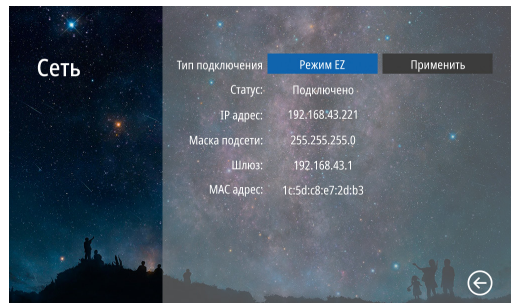 Сеть
Тип подключения Режим EZ Применить
Статус: Подключено
IP адрес: 192.168.43.221
Маска подсети: 255.255.255.0
Шлюз: 192.168.43.1
MAC адрес: 1c:5d:c8:e7:2d:b3